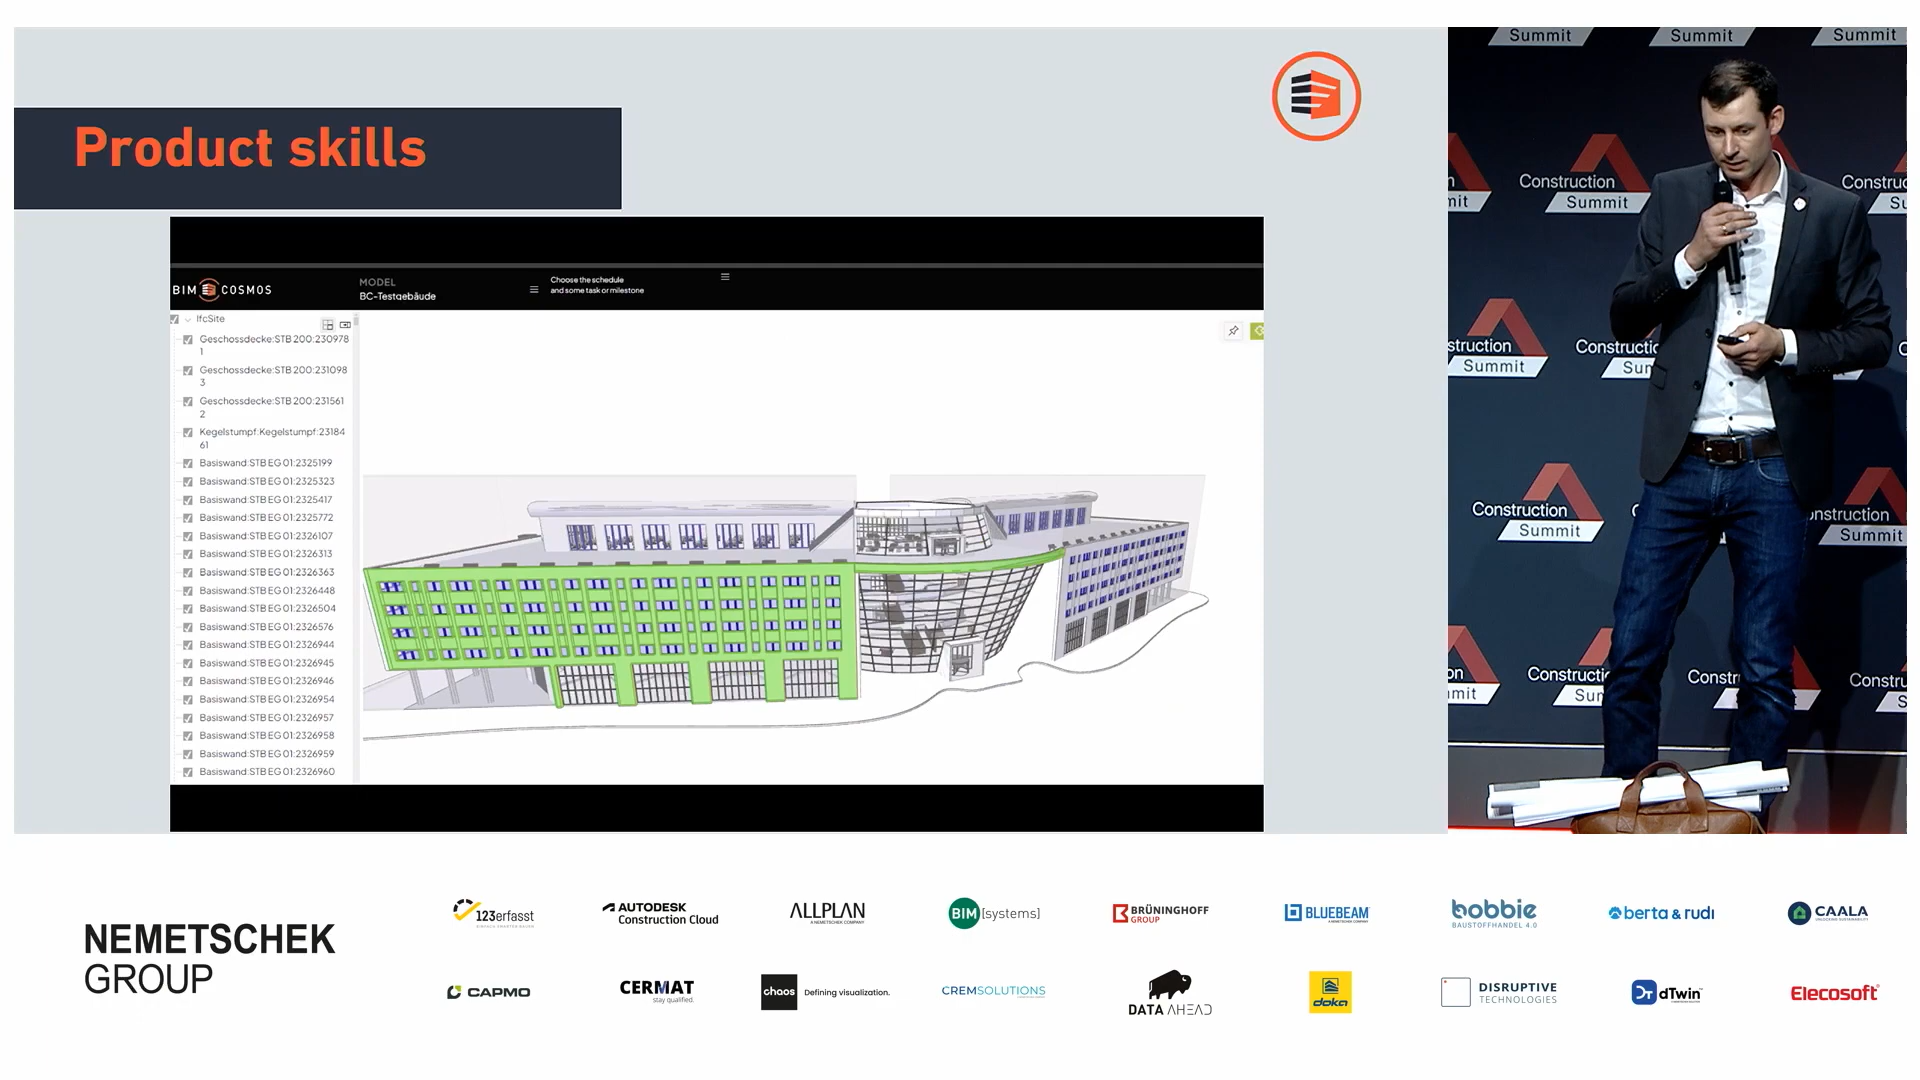 Product skills
BIM COSMOS
MODEL
BC-Testgebäude
Choose the schedule
and some task or milestone
IfcSite
Geschossdecke:STB 200:230978
1
Geschossdecke:STB 200:231098
3
Geschossdecke:STB 200:231561
2
Kegelstumpf:Kegelstumpf:23184
61
Basiswand:STB EG 01:2325199
Basiswand:STB EG 01:2325323
Basiswand:STB EG 01:2325417
Basiswand:STB EG 01:2325772
Basiswand:STB EG 01:2326107
Basiswand:STB EG 01:2326313
Basiswand:STB EG 01:2326363
Basiswand:STB EG 01:2326448
Basiswand:STB EG 01:2326504
Basiswand:STB EG 01:2326576
Basiswand:STB EG 01:2326944
Basiswand:STB EG 01:2326945
Basiswand:STB EG 01:2326946
Basiswand:STB EG 01:2326954
Basiswand:STB EG 01:2326957
Basiswand:STB EG 01:2326958
Basiswand:STB EG 01:2326959
Basiswand:STB EG 01:2326960
Summit Summit Summit
Construction
Summit
Construction
Summit
Construction
Summit
NEMETSCHEK
GROUP
123erfasst
AUTODESK
Construction Cloud
ALLPLAN
A NEMETSCHEK COMPANY
BIM [systems]
BRÜNINGHOFF
GROUP
BLUEBEAM
A NEMETSCHEK COMPANY
bobbie
BAUSTOFFHANDEL 4.0
berta & rudi
CAALA
CAPMO
CERMAT
stay qualified.
chaos Defining visualization.
CREMSOLUTIONS
DATA AHEAD
doka
DISRUPTIVE
TECHNOLOGIES
DT dTwin
Elecosoft